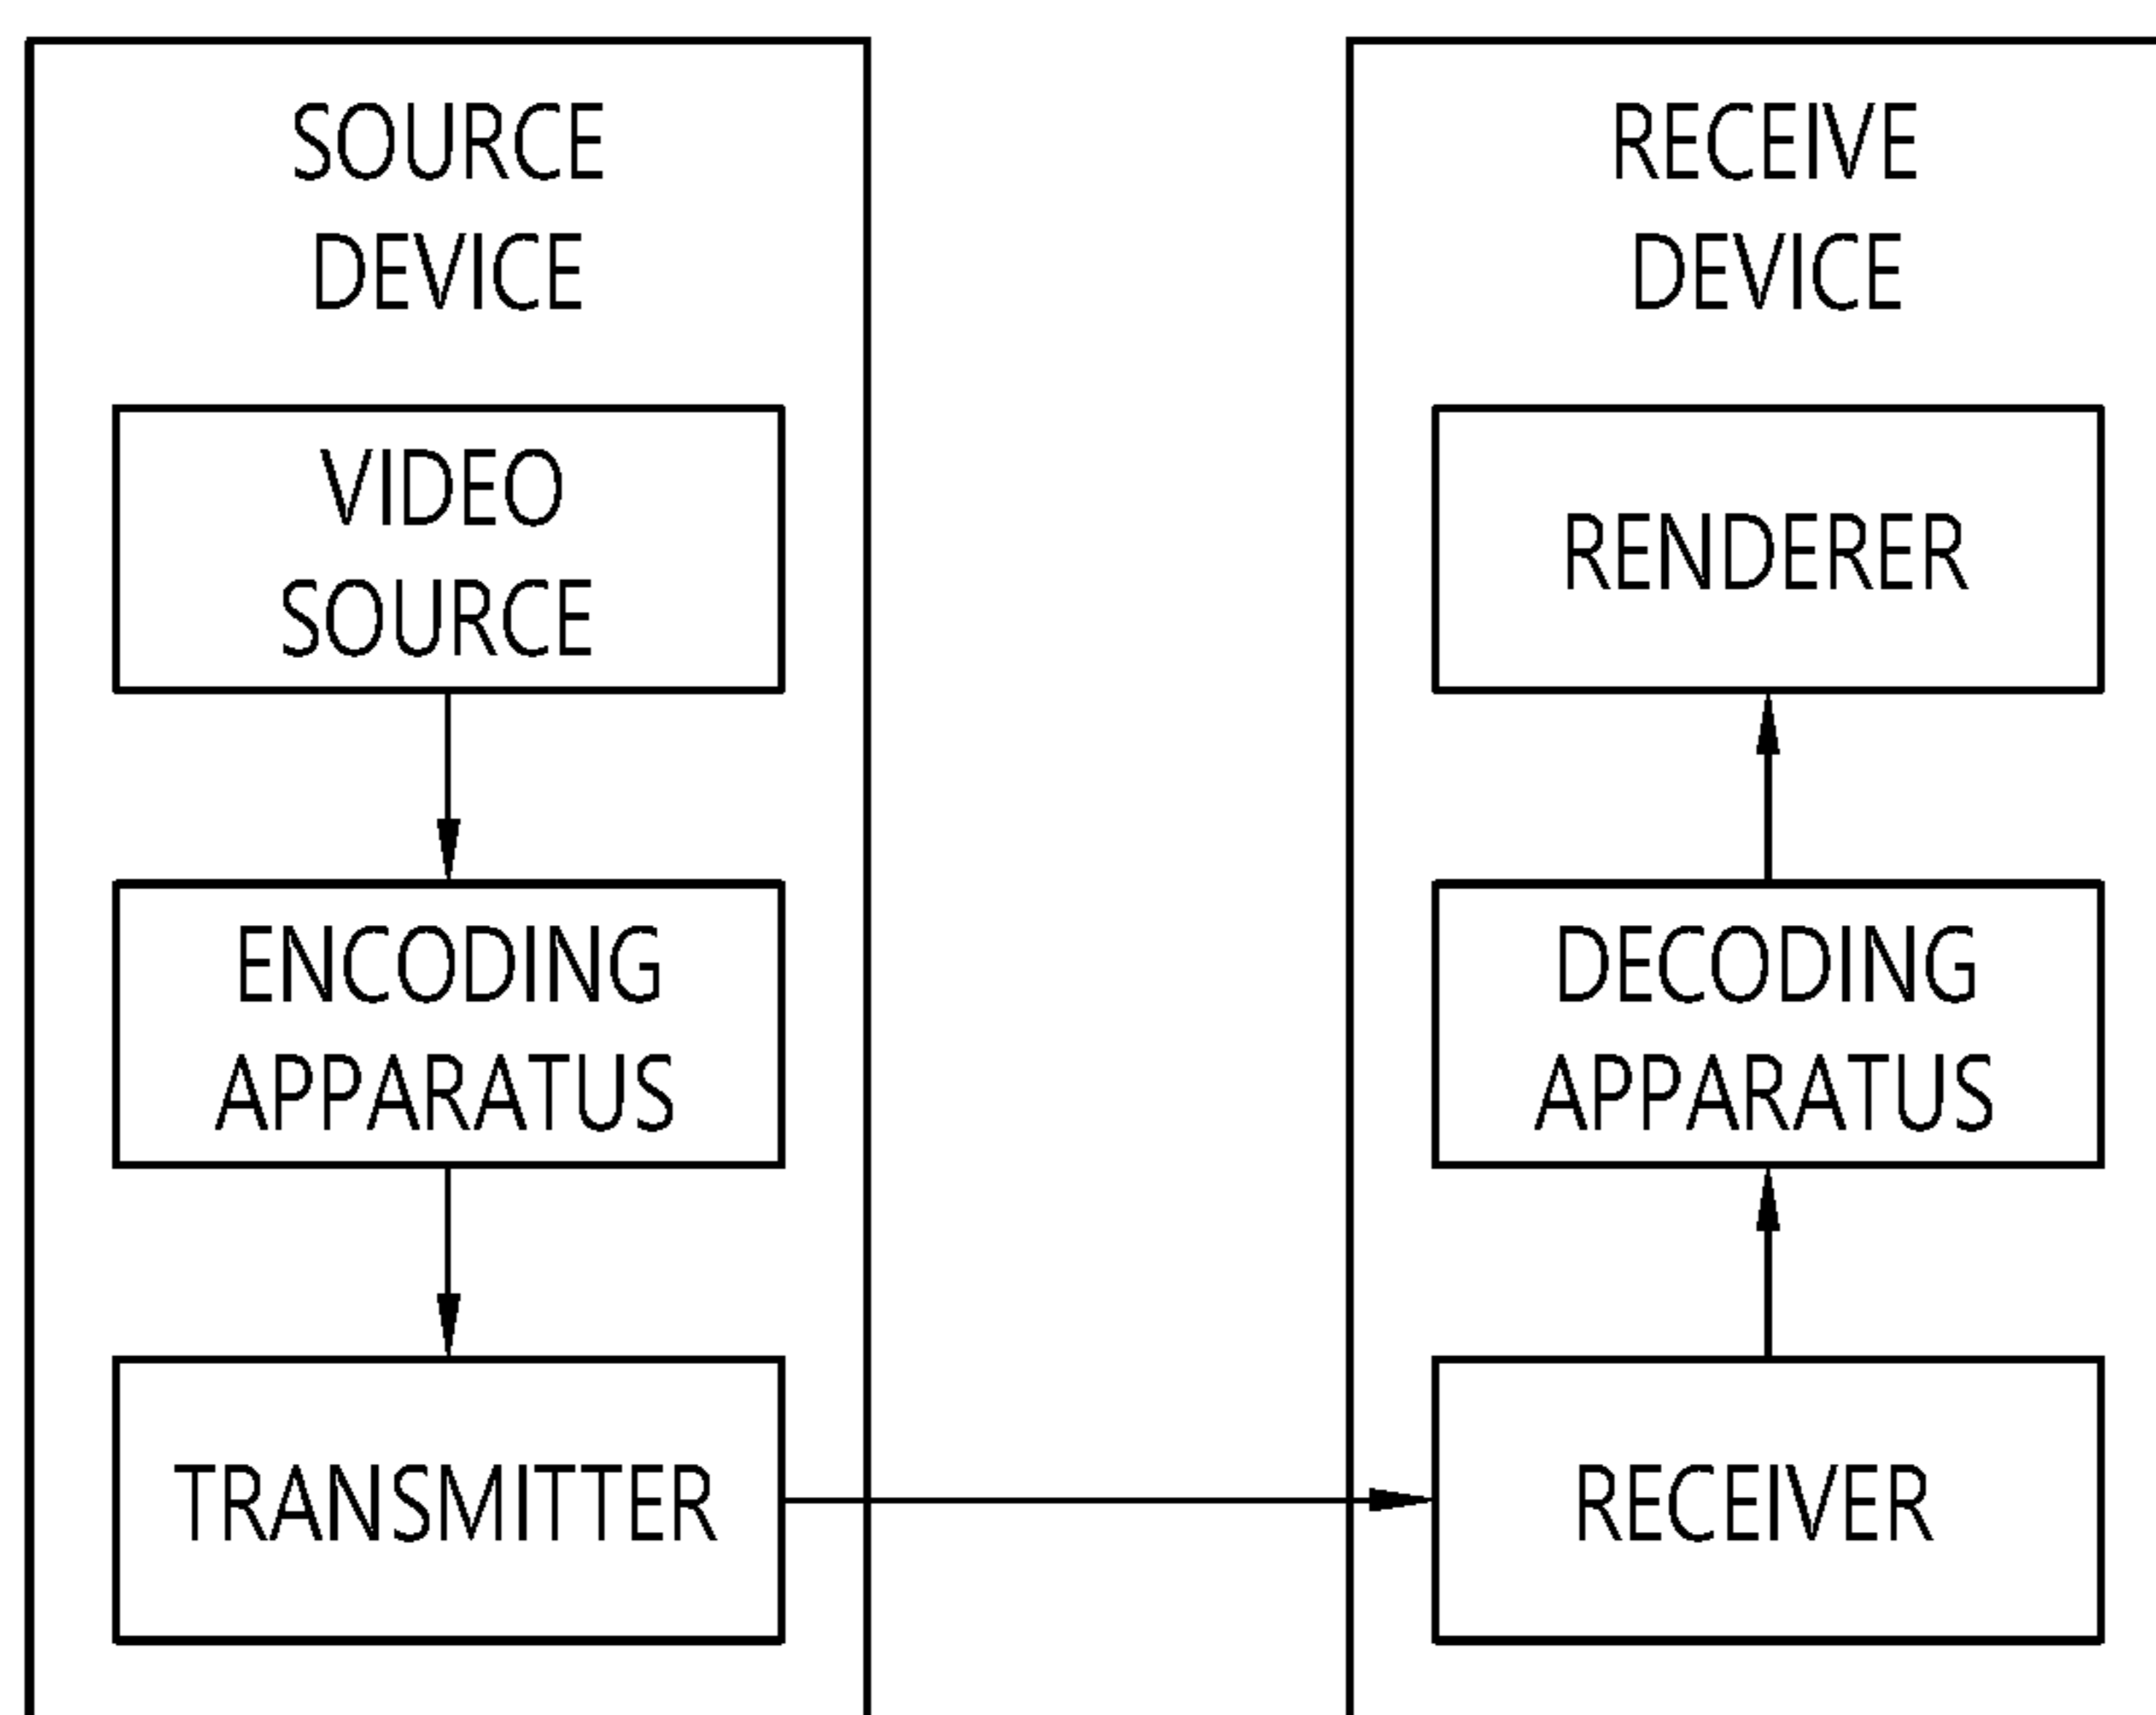 SOURCE
DEVICE
VIDEO
SOURCE
ENCODING
APPARATUS
TRANSMITTER
RECEIVE
DEVICE
RENDERER
DECODING
APPARATUS
RECEIVER